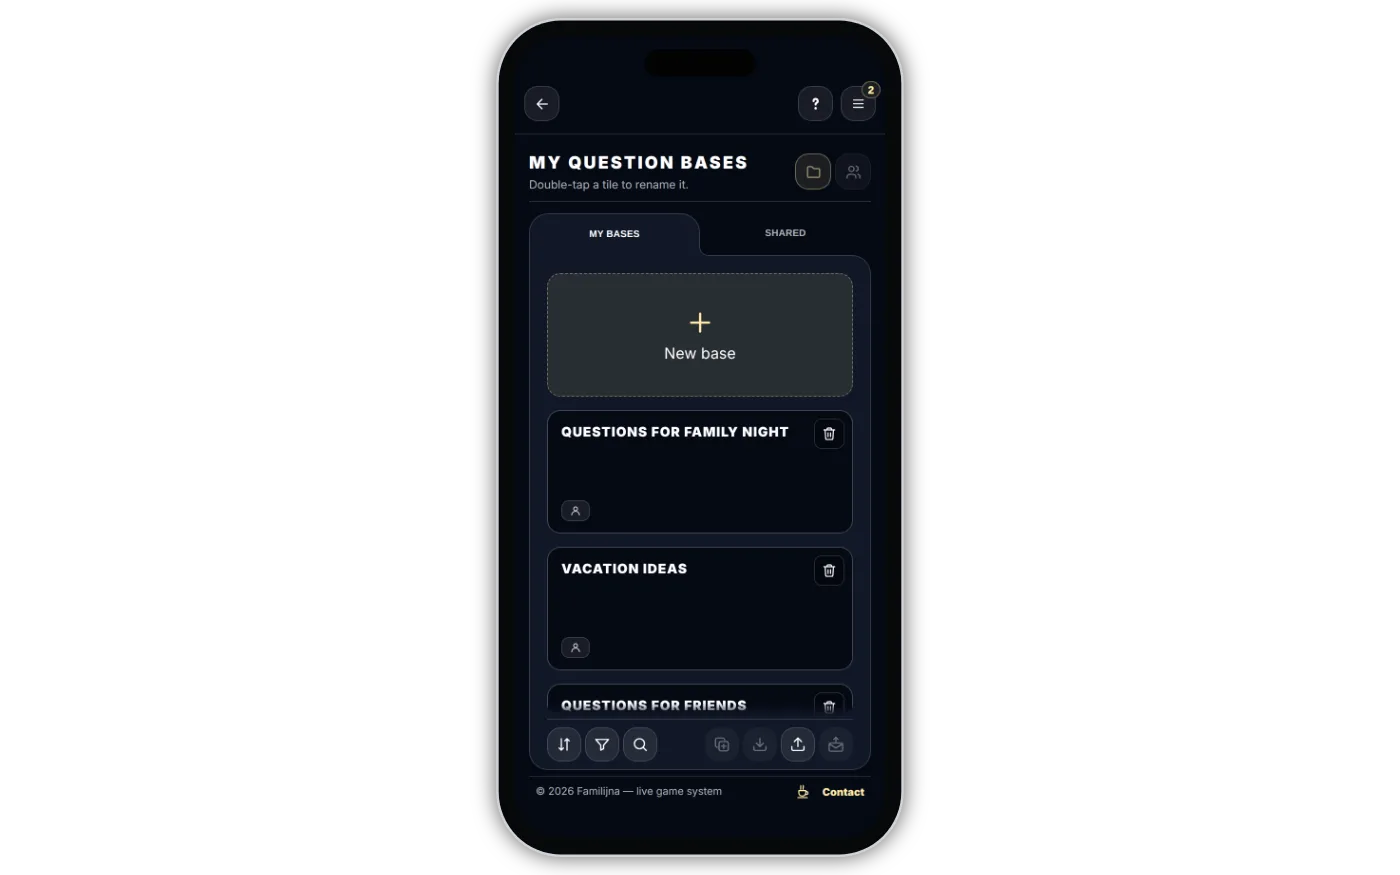 ?
2
MY QUESTION BASES
Double-tap a tile to rename it.
MY BASES
SHARED
New base
QUESTIONS FOR FAMILY NIGHT
VACATION IDEAS
QUESTIONS FOR FRIENDS
© 2026 Familijna — live game system
Contact